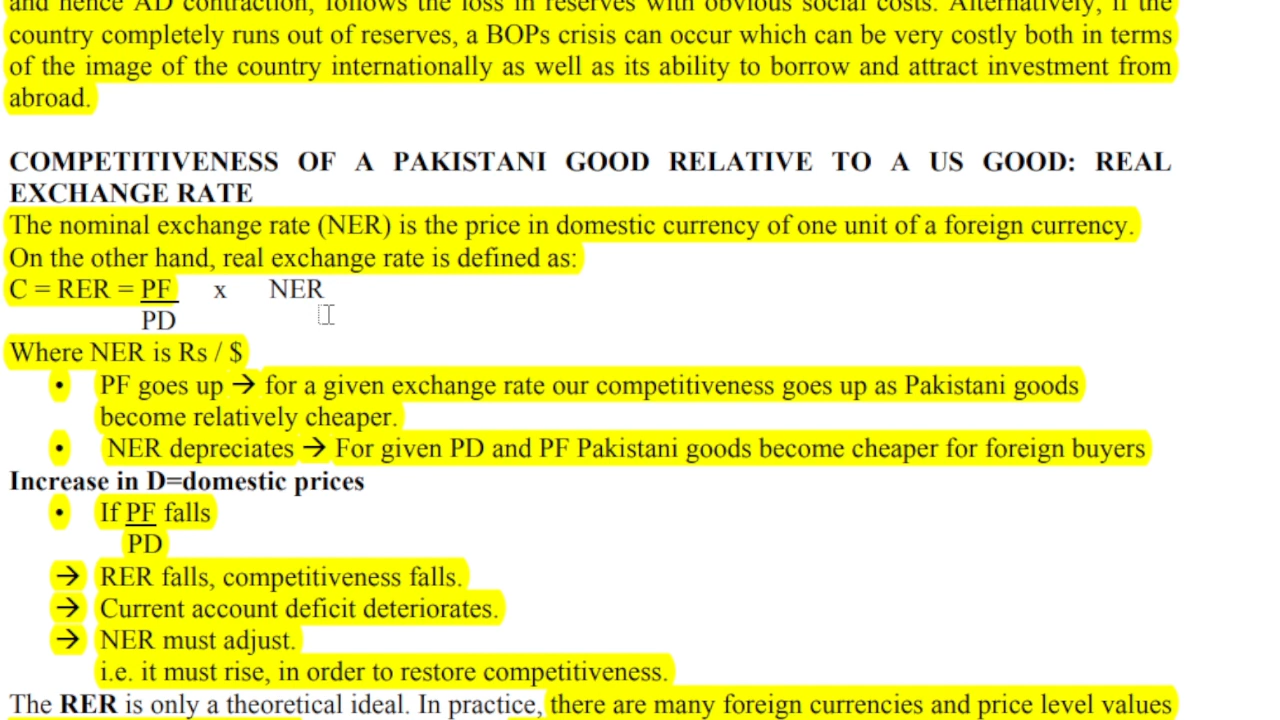 and hence AD contraction, follows the loss in reserves with obvious social costs. Alternatively, if the
country completely runs out of reserves, a BOPs crisis can occur which can be very costly both in terms
of the image of the country internationally as well as its ability to borrow and attract investment from
abroad.
COMPETITIVENESS OF A PAKISTANI GOOD RELATIVE TO A US GOOD: REAL
EXCHANGE RATE
The nominal exchange rate (NER) is the price in domestic currency of one unit of a foreign currency.
On the other hand, real exchange rate is defined as:
C = RER = PF x NER
PD
Where NER is Rs / $
• PF goes up → for a given exchange rate our competitiveness goes up as Pakistani goods
become relatively cheaper.
• NER depreciates → For given PD and PF Pakistani goods become cheaper for foreign buyers
Increase in D=domestic prices
• If PF falls
PD
→ RER falls, competitiveness falls.
→ Current account deficit deteriorates.
→ NER must adjust.
i.e. it must rise, in order to restore competitiveness.
The RER is only a theoretical ideal. In practice, there are many foreign currencies and price level values